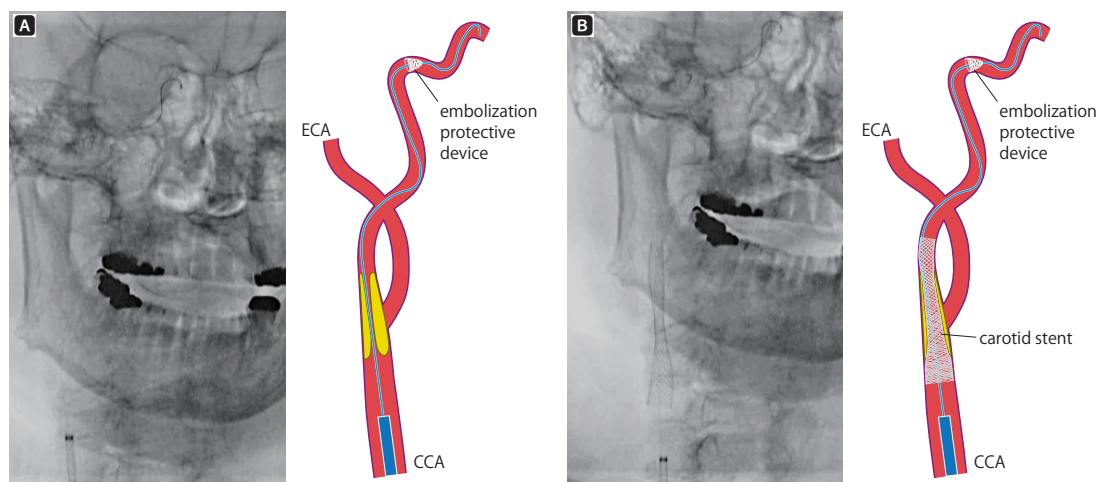 A
ECA
embolization
protective
device
CCA
B
ECA
embolization
protective
device
carotid stent
CCA